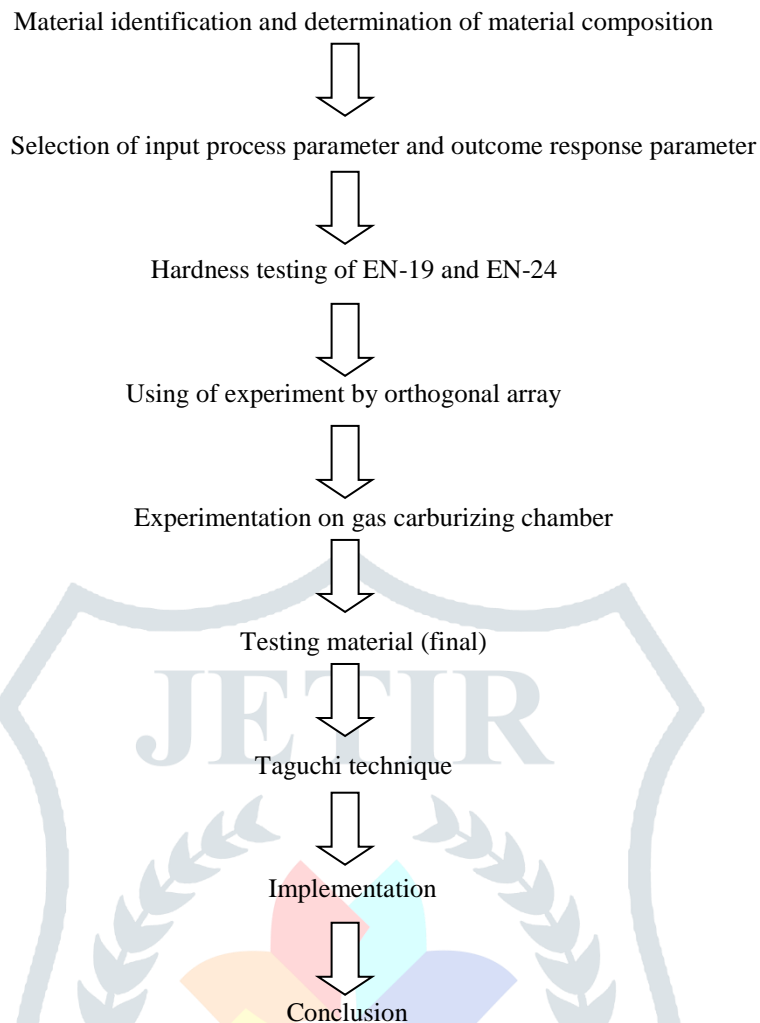 Material identification and determination of material composition
Selection of input process parameter and outcome response parameter
Hardness testing of EN-19 and EN-24
Using of experiment by orthogonal array
Experimentation on gas carburizing chamber
Testing material (final)
JETIR
Taguchi technique
Implementation
Conclusion